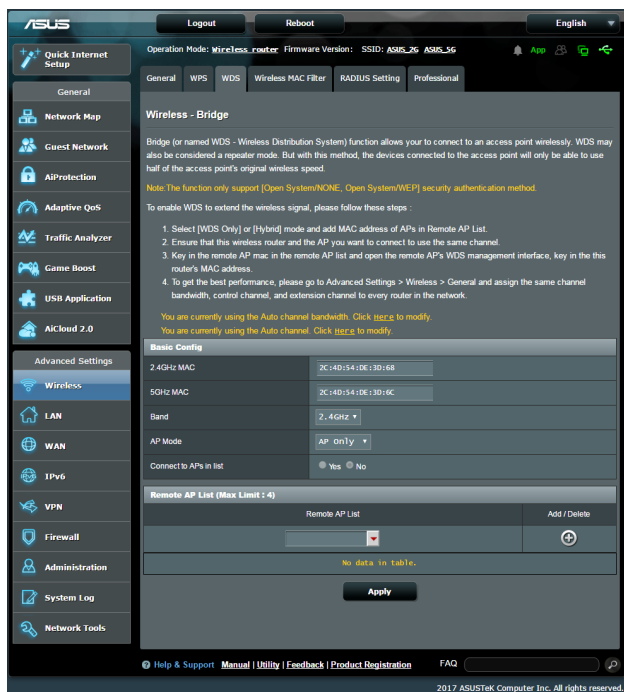 ASUS
Logout
Reboot
English
Quick Internet
Setup
Operation Mode: Wireless router Firmware Version: SSID: ASUS_2G ASUS_5G
App
General
General WPS WDS Wireless MAC Filter RADIUS Setting Professional
Network Map
Guest Network
AiProtection
Adaptive QoS
Traffic Analyzer
Game Boost
USB Application
AiCloud 2.0
Advanced Settings
Wireless
LAN
WAN
IPv6
VPN
Firewall
Administration
System Log
Network Tools
Wireless - Bridge
Bridge (or named WDS - Wireless Distribution System) function allows your to connect to an access point wirelessly. WDS may
also be considered a repeater mode. But with this method, the devices connected to the access point will only be able to use
half of the access point's original wireless speed.
Note:The function only support [Open System/NONE, Open System/WEP] security authentication method.
To enable WDS to extend the wireless signal, please follow these steps :
1. Select [WDS Only] or [Hybrid] mode and add MAC address of APs in Remote AP List.
2. Ensure that this wireless router and the AP you want to connect to use the same channel.
3. Key in the remote AP mac in the remote AP list and open the remote AP's WDS management interface, key in the this
router's MAC address.
4. To get the best performance, please go to Advanced Settings > Wireless > General and assign the same channel
bandwidth, control channel, and extension channel to every router in the network.
You are currently using the Auto channel bandwidth. Click Here to modify.
You are currently using the Auto channel. Click Here to modify.
Basic Config
2.4GHz MAC 2C:4D:54:DE:3D:68
5GHz MAC 2C:4D:54:DE:3D:6C
Band 2.4GHz
AP Mode AP Only
Connect to APs in list Yes No
Remote AP List (Max Limit : 4)
Remote AP List Add / Delete
No data in table.
Apply
Help & Support Manual | Utility | Feedback | Product Registration FAQ
2017 ASUSTeK Computer Inc. All rights reserved.